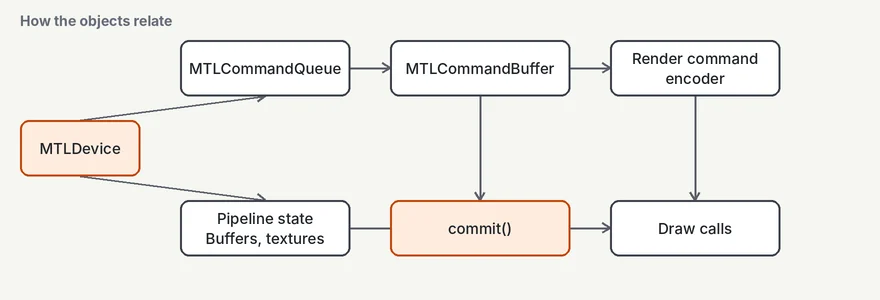 How the objects relate
MTLCommandQueue
MTLCommandBuffer
Render command
encoder
MTLDevice
Pipeline state
Buffers, textures
commit()
Draw calls